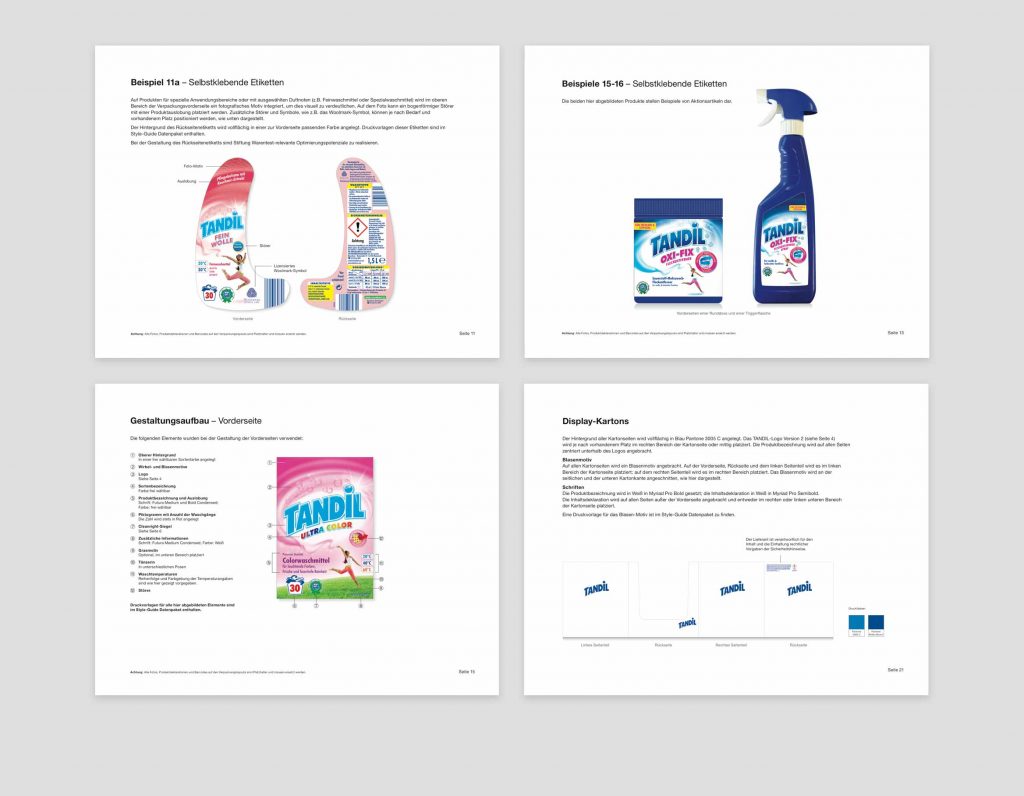 Beispiel 11a – Selbstklebende Etiketten
Auf Produkten für spezielle Anwendungsbereiche oder mit ausgewählten Duftnoten (z.B. Feinwaschmittel oder Spezialwaschmittel) wird im oberen
Bereich der Verpackungsvorderseite ein fotografisches Motiv integriert, um dies visuell zu verdeutlichen. Auf dem Foto kann ein bogenförmiger Störer
mit einer Produktauslobung platziert werden. Zusätzliche Störer und Symbole, wie z.B. das Woolmark-Symbol, können je nach Bedarf und
vorhandenem Platz positioniert werden, wie unten dargestellt.
Der Hintergrund des Rückseitenetiketts wird vollflächig in einer zur Vorderseite passenden Farbe angelegt. Druckvorlagen dieser Etiketten sind im
Style-Guide Datenpaket enthalten.
Bei der Gestaltung des Rückseitenetiketts sind Stiftung Warentest-relevante Optimierungspotenziale zu realisieren.
Foto-Motiv
Auslobung
TANDIL
FEIN
WOLLE
Störer
Lizensiertes
Woolmark-Symbol
20°C
30°C
Feinwaschmittel
30
Achtung
1,5 L e
Vorderseite
Rückseite
Achtung: Alle Fotos, Produktdeklarationen und Barcodes auf den Verpackungslayouts sind Platzhalter und müssen ersetzt werden.
Seite 11
Beispiele 15-16 – Selbstklebende Etiketten
Die beiden hier abgebildeten Produkte stellen Beispiele von Aktionsartikeln dar.
TANDIL
OXI-FIX
FLECKENTFERNER
TANDIL
OXI-FIX
Vorderseiten einer Runddose und einer Triggerflasche
Achtung: Alle Fotos, Produktdeklarationen und Barcodes auf den Verpackungslayouts sind Platzhalter und müssen ersetzt werden.
Seite 13
Gestaltungsaufbau – Vorderseite
Die folgenden Elemente wurden bei der Gestaltung der Vorderseiten verwendet:
① Oberer Hintergrund
In einer frei wählbaren Sortenfarbe angelegt
② Wirbel- und Blasenmotive
③ Logo
Siehe Seite 4
④ Sortenbezeichnung
Farbe: frei wählbar
⑤ Produktbezeichnung und Auslobung
Schrift: Futura Medium und Bold Condensed;
Farbe: frei wählbar
⑥ Piktogramm mit Anzahl der Waschgänge
Die Zahl wird stets in Rot angelegt
⑦ Cleanright-Siegel
Siehe Seite 6
⑧ Zusätzliche Informationen
Schrift: Futura Medium Condensed; Farbe: Weiß
⑨ Grasmotiv
Optional, im unteren Bereich platziert
⑩ Tänzerin
In unterschiedlichen Posen
⑪ Waschtemperaturen
Reihenfolge und Farbgebung der Temperaturangaben
sind wie hier gezeigt vorgegeben
⑫ Störer
Druckvorlagen für alle hier abgebildeten Elemente sind
im Style-Guide Datenpaket enthalten.
TANDIL
ULTRA COLOR
Colorwaschmittel
für leuchtende Farben,
Frische und fasertiefe Reinheit
20°C
40°C
60°C
30
Achtung: Alle Fotos, Produktdeklarationen und Barcodes auf den Verpackungslayouts sind Platzhalter und müssen ersetzt werden.
Seite 15
Display-Kartons
Der Hintergrund aller Kartonseiten wird vollflächig in Blau Pantone 3005 C angelegt. Das TANDIL-Logo Version 2 (siehe Seite 4)
wird je nach vorhandenem Platz im rechten Bereich der Kartonseite oder mittig platziert. Die Produktbezeichnung wird auf allen Seiten
zentriert unterhalb des Logos angebracht.
Blasenmotiv
Auf allen Kartonseiten wird ein Blasenmotiv angebracht. Auf der Vorderseite, Rückseite und dem linken Seitenteil wird es im linken
Bereich der Kartonseite platziert; auf dem rechten Seitenteil wird es im rechten Bereich platziert. Das Blasenmotiv wird an der
seitlichen und der unteren Kartonkante angeschnitten, wie hier dargestellt.
Schriften
Die Produktbezeichnung wird in Weiß in Myriad Pro Bold gesetzt; die Inhaltsdeklaration in Weiß in Myriad Pro Semibold.
Die Inhaltsdeklaration wird auf allen Seiten außer der Vorderseite angebracht und entweder im rechten oder linken unteren Bereich
der Kartonseite platziert.
Eine Druckvorlage für das Blasen-Motiv ist im Style-Guide Datenpaket zu finden.
Der Lieferant ist verantwortlich für den
Inhalt und die Einhaltung rechtlicher
Vorgaben der Sicherheitshinweise.
TANDIL
TANDIL
TANDIL
TANDIL
Linkes Seitenteil
Rückseite
Rechtes Seitenteil
Rückseite
Druckfarben
Seite 21